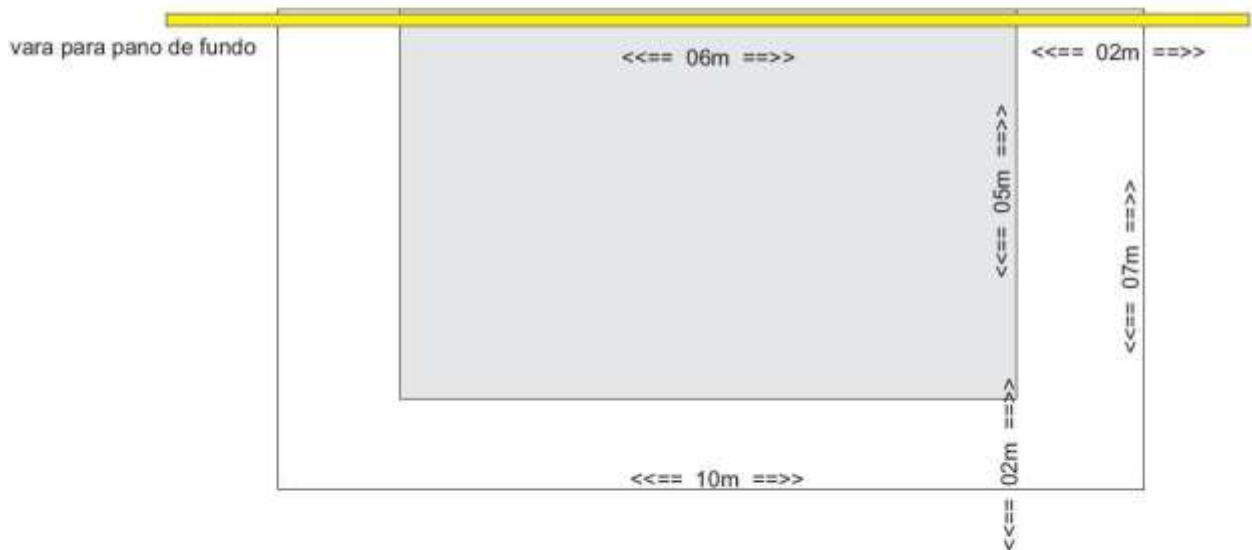 vara para pano de fundo
<<== 06m ==>>
<<== 02m ==>>
<<== 05m ==>>
<<== 07m ==>>
<<== 02m ==>>
<<== 10m ==>>